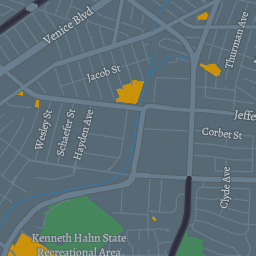 Venice Blvd
Thurman Ave
Jacob St
Jeffe
Wesley St
Schaefer St
Hayden Ave
Corbet St
Clyde Ave
Kenneth Hahn State
Recreational Area